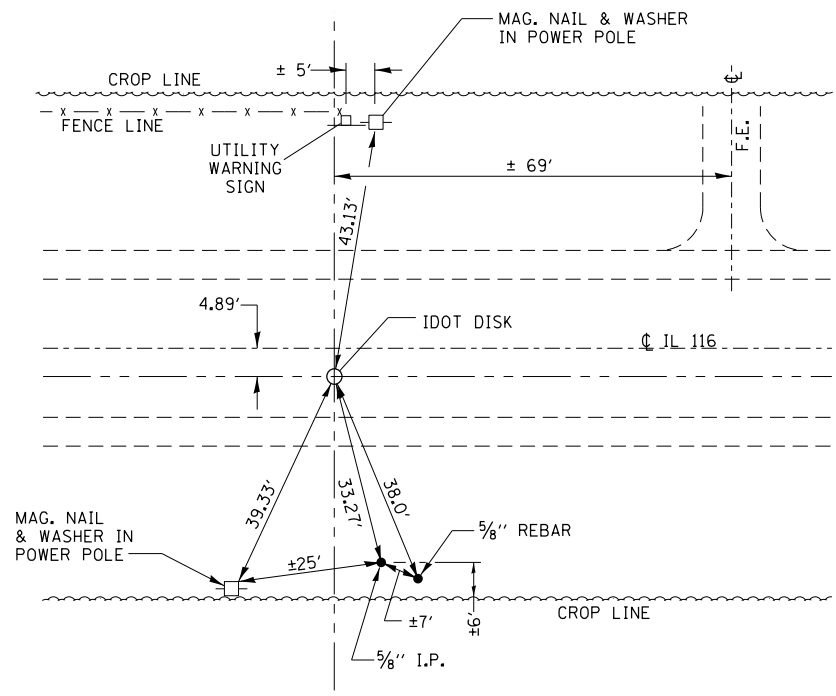 MAG. NAIL & WASHER
IN POWER POLE
± 5′
CROP LINE
x x x x x x x
FENCE LINE
UTILITY
WARNING
SIGN
℄
F.E.
± 69′
43.13′
4.89′
IDOT DISK
℄ IL 116
39.33′
33.27′
38.0′
MAG. NAIL
& WASHER IN
POWER POLE
⅝″ REBAR
±25′
±7′
±6′
CROP LINE
⅝″ I.P.